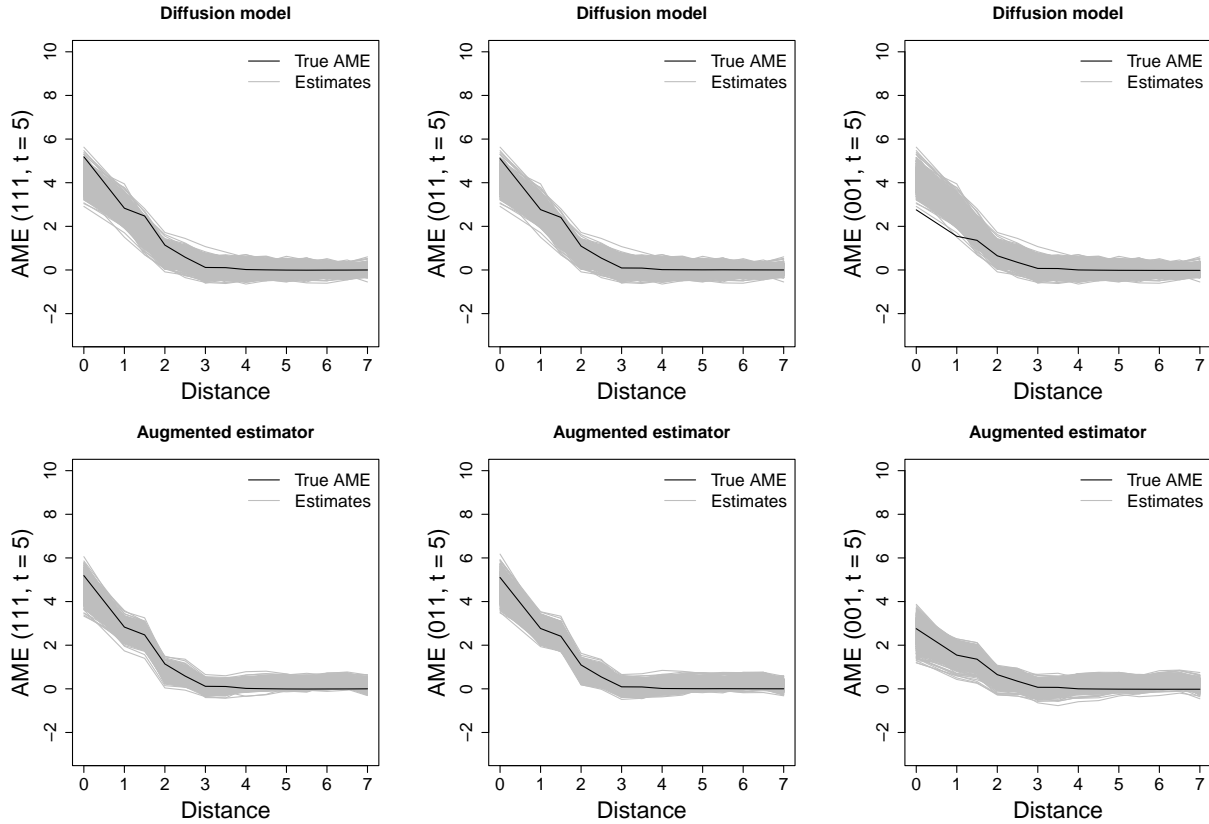 Diffusion model
AME (111, t = 5)
10
8
6
4
2
0
−2
True AME
Estimates
0 1 2 3 4 5 6 7
Distance
Diffusion model
AME (011, t = 5)
10
8
6
4
2
0
−2
True AME
Estimates
0 1 2 3 4 5 6 7
Distance
Diffusion model
AME (001, t = 5)
10
8
6
4
2
0
−2
True AME
Estimates
0 1 2 3 4 5 6 7
Distance
Augmented estimator
AME (111, t = 5)
10
8
6
4
2
0
−2
True AME
Estimates
0 1 2 3 4 5 6 7
Distance
Augmented estimator
AME (011, t = 5)
10
8
6
4
2
0
−2
True AME
Estimates
0 1 2 3 4 5 6 7
Distance
Augmented estimator
AME (001, t = 5)
10
8
6
4
2
0
−2
True AME
Estimates
0 1 2 3 4 5 6 7
Distance